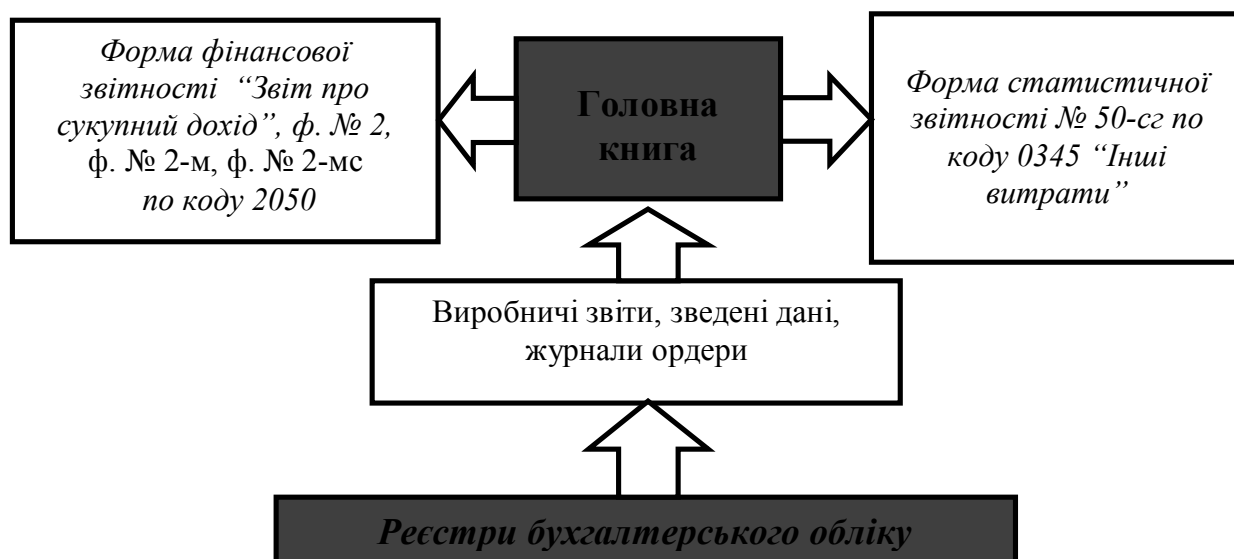 Форма фінансової
звітності “Звіт про
сукупний дохід”, ф. № 2,
ф. № 2-м, ф. № 2-мс
по коду 2050
Головна
книга
Форма статистичної
звітності № 50-сг по
коду 0345 “Інші
витрати”
Виробничі звіти, зведені дані,
журнали ордери
Реєстри бухгалтерського обліку